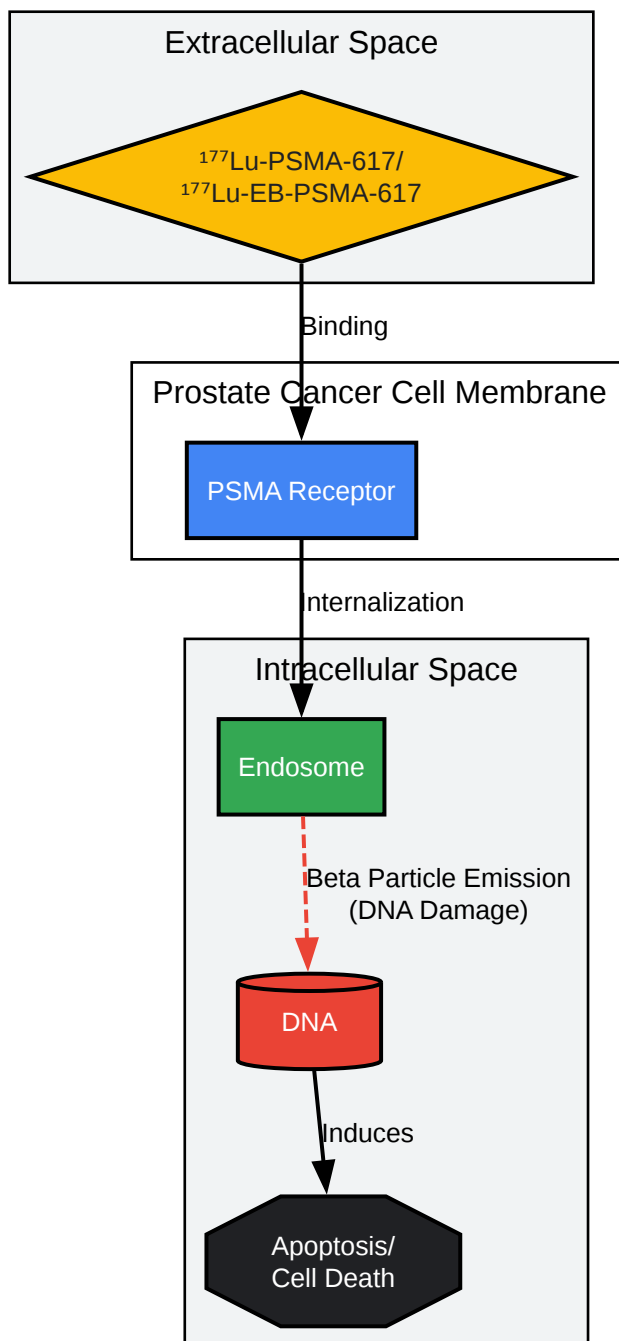 Extracellular Space
¹⁷⁷Lu-PSMA-617/
¹⁷⁷Lu-EB-PSMA-617
Binding
Prostate Cancer Cell Membrane
PSMA Receptor
Internalization
Intracellular Space
Endosome
Beta Particle Emission
(DNA Damage)
DNA
Induces
Apoptosis/
Cell Death